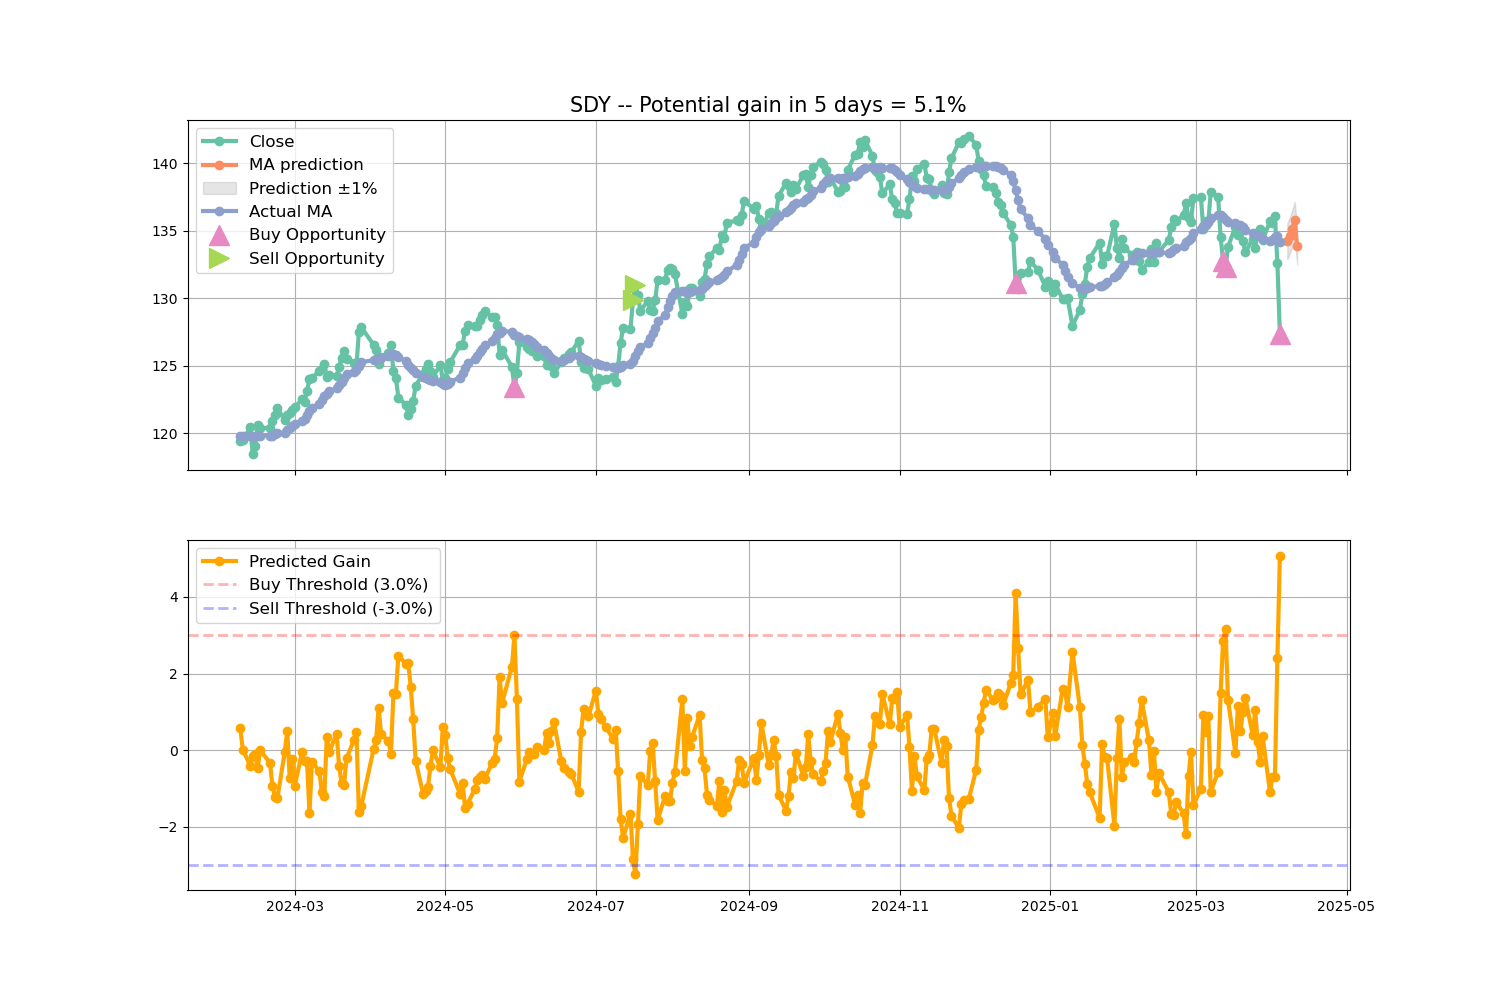 SDY -- Potential gain in 5 days = 5.1%
Close
MA prediction
Prediction ±1%
Actual MA
Buy Opportunity
Sell Opportunity
140
135
130
125
120
Predicted Gain
Buy Threshold (3.0%)
Sell Threshold (-3.0%)
4
2
0
−2
2024-03
2024-05
2024-07
2024-09
2024-11
2025-01
2025-03
2025-05